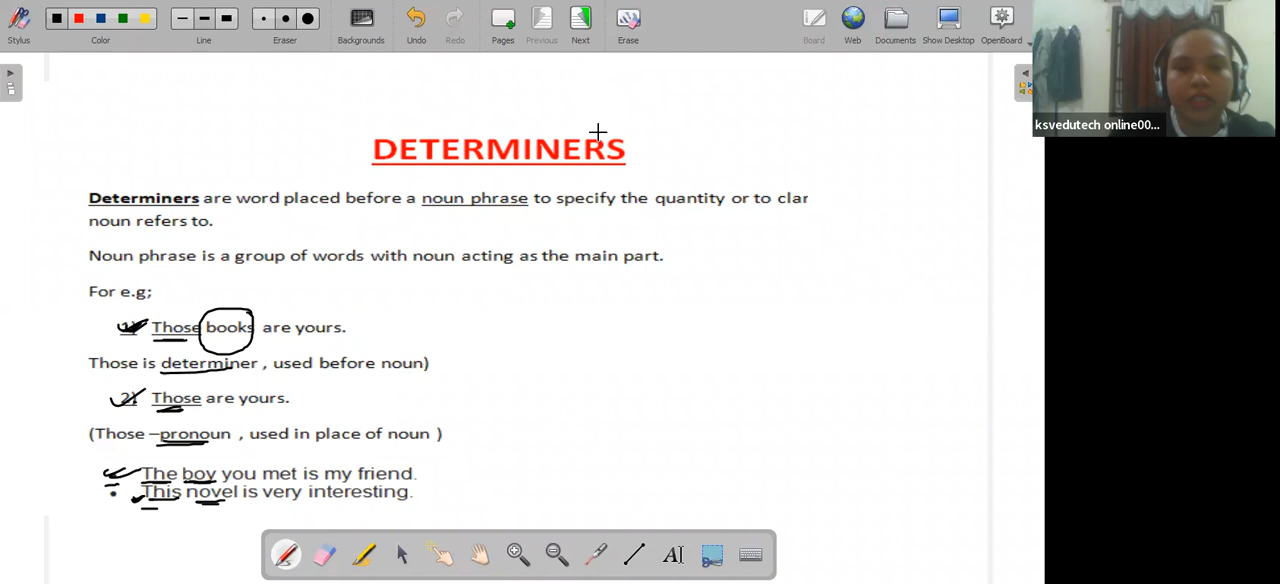 Stylus
Color
Line
Eraser
Backgrounds
Undo
Redo
Pages
Previous
Next
Erase
Board
Web
Documents
Show Desktop
OpenBoard
ksvedutech online00...
DETERMINERS
Determiners are word placed before a noun phrase to specify the quantity or to clar
noun refers to.
Noun phrase is a group of words with noun acting as the main part.
For e.g;
1) Those books are yours.
Those is determiner , used before noun)
2). Those are yours.
(Those –pronoun , used in place of noun )
The boy you met is my friend.
• This novel is very interesting.